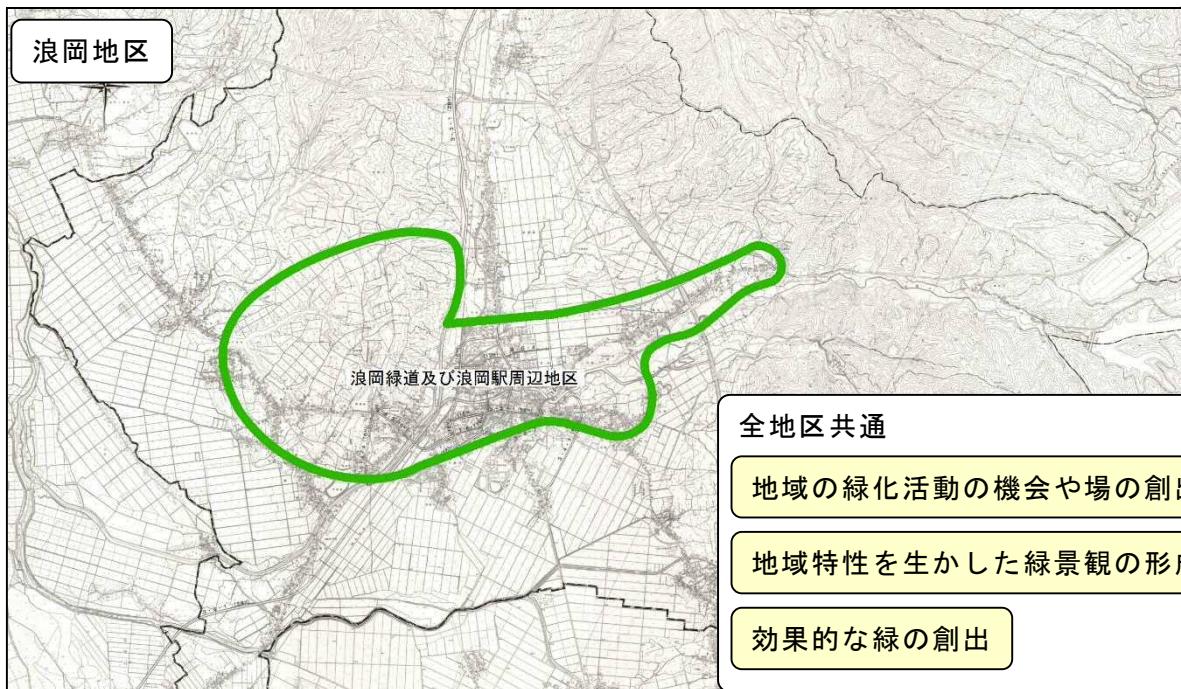 浪岡地区
浪岡緑道及び浪岡駅周辺地区
全地区共通
地域の緑化活動の機会や場の創出
地域特性を生かした緑景観の形成
効果的な緑の創出